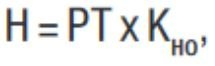 H = PT x Kно,